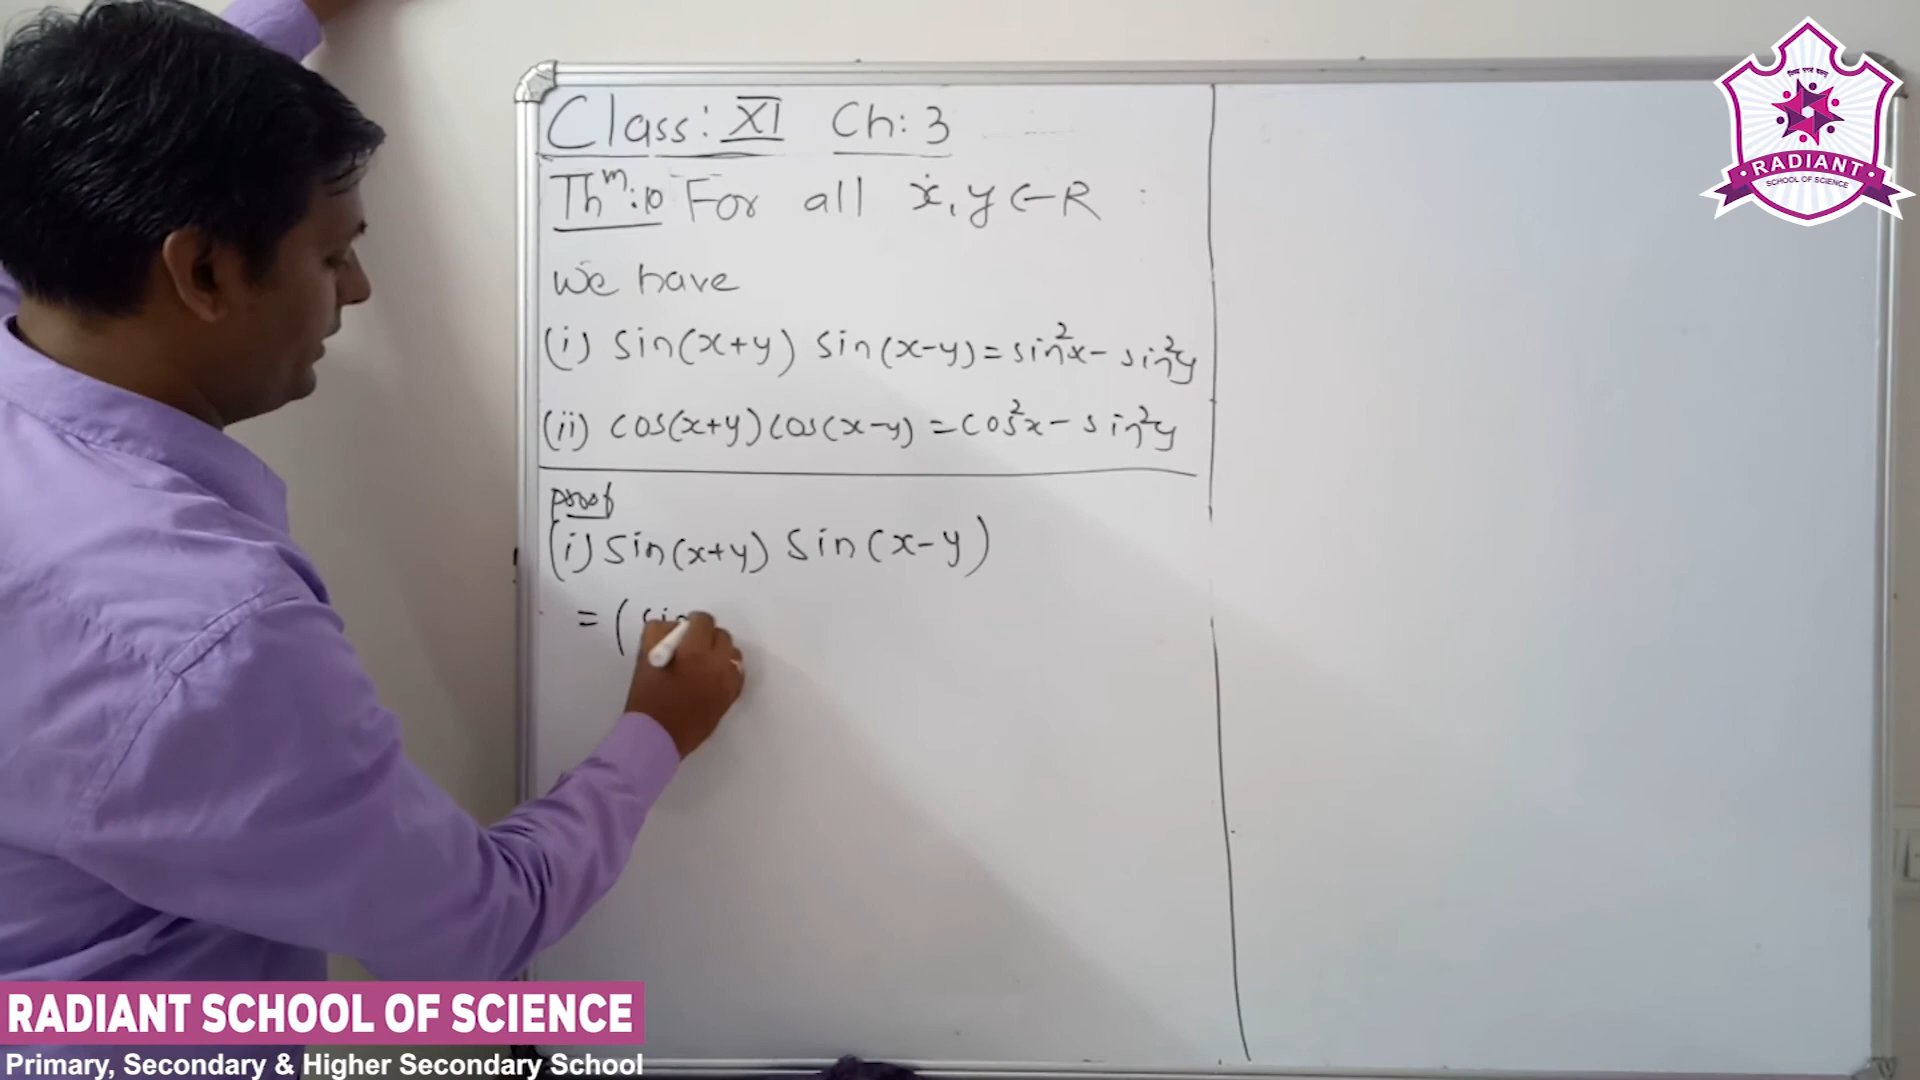 Class: XI Ch: 3
Thᵐ:10 For all x, y ∈ R
we have
(i) sin(x+y) sin(x-y) = sin²x - sin²y
(ii) cos(x+y) cos(x-y) = cos²x - sin²y
proof
(i) sin(x+y) sin(x-y)
= (sin
RADIANT
SCHOOL OF SCIENCE
RADIANT SCHOOL OF SCIENCE
Primary, Secondary & Higher Secondary School